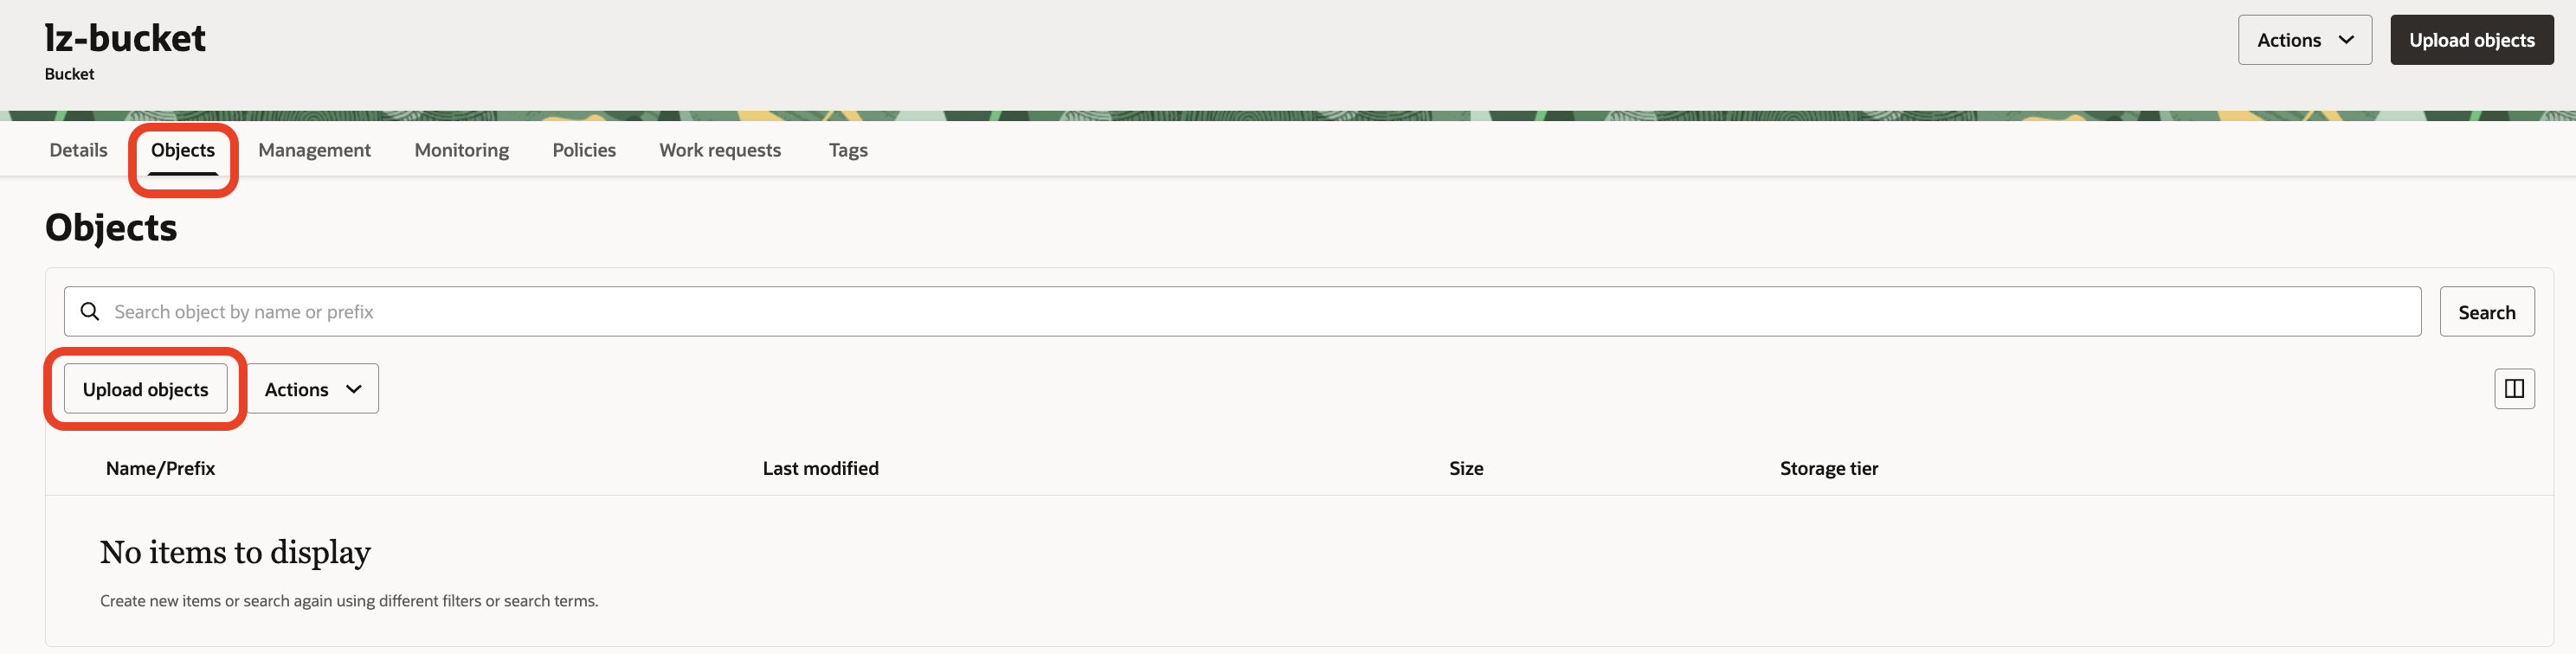 lz-bucket
Bucket
Actions
Upload objects
Details Objects Management Monitoring Policies Work requests Tags
Objects
Search object by name or prefix
Search
Upload objects
Actions
Name/Prefix Last modified Size Storage tier
No items to display
Create new items or search again using different filters or search terms.